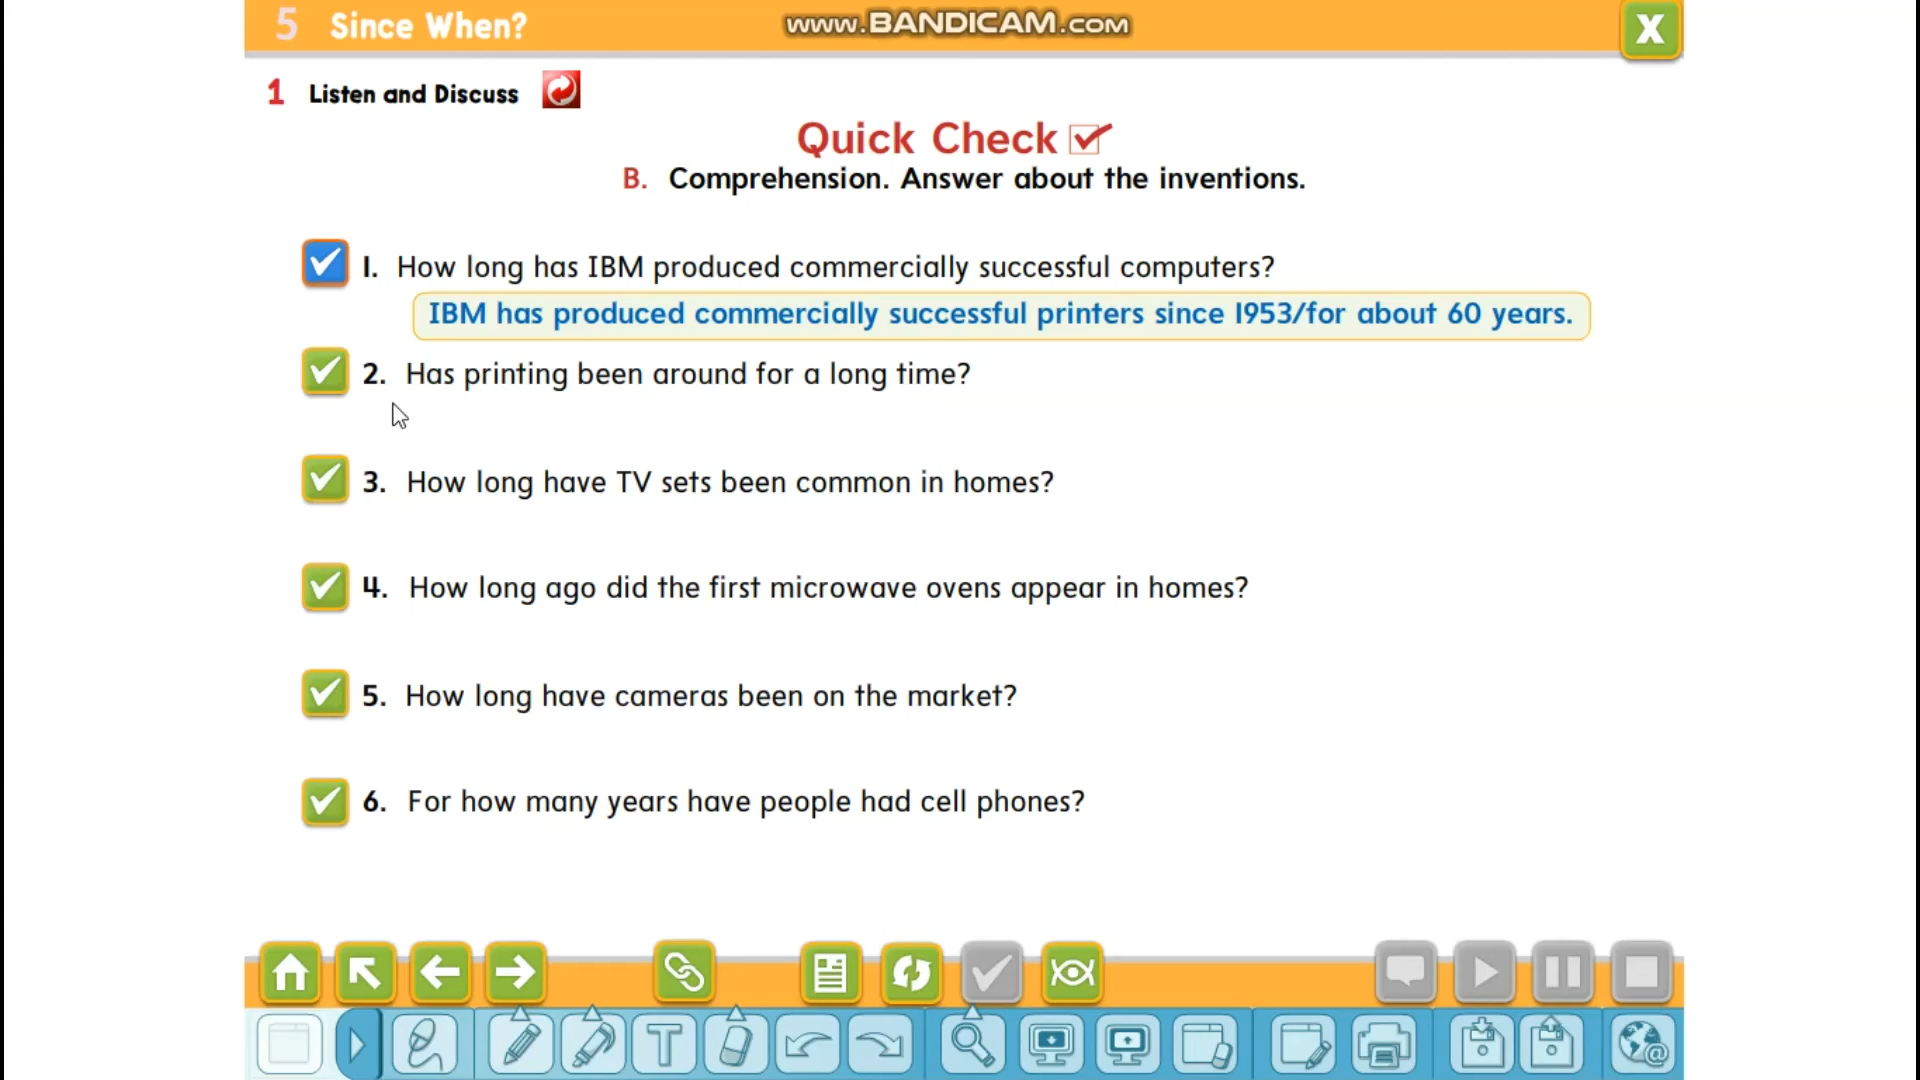 5 Since When?
www.BANDICAM.com
X
1 Listen and Discuss
Quick Check
B. Comprehension. Answer about the inventions.
1. How long has IBM produced commercially successful computers?
IBM has produced commercially successful printers since 1953/for about 60 years.
2. Has printing been around for a long time?
3. How long have TV sets been common in homes?
4. How long ago did the first microwave ovens appear in homes?
5. How long have cameras been on the market?
6. For how many years have people had cell phones?
T
@